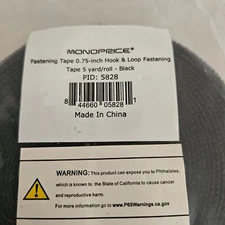 MONOPRICE®
Fastening Tape 0.75-inch Hook & Loop Fastening
Tape 5 yard/roll - Black
PID: 5828
8 44660 05828 1
Made In China
WARNING: This product can expose you to Phthalates,
which is known to the State of California to cause cancer
and reproductive harm.
For more information go to www.P65Warnings.ca.gov